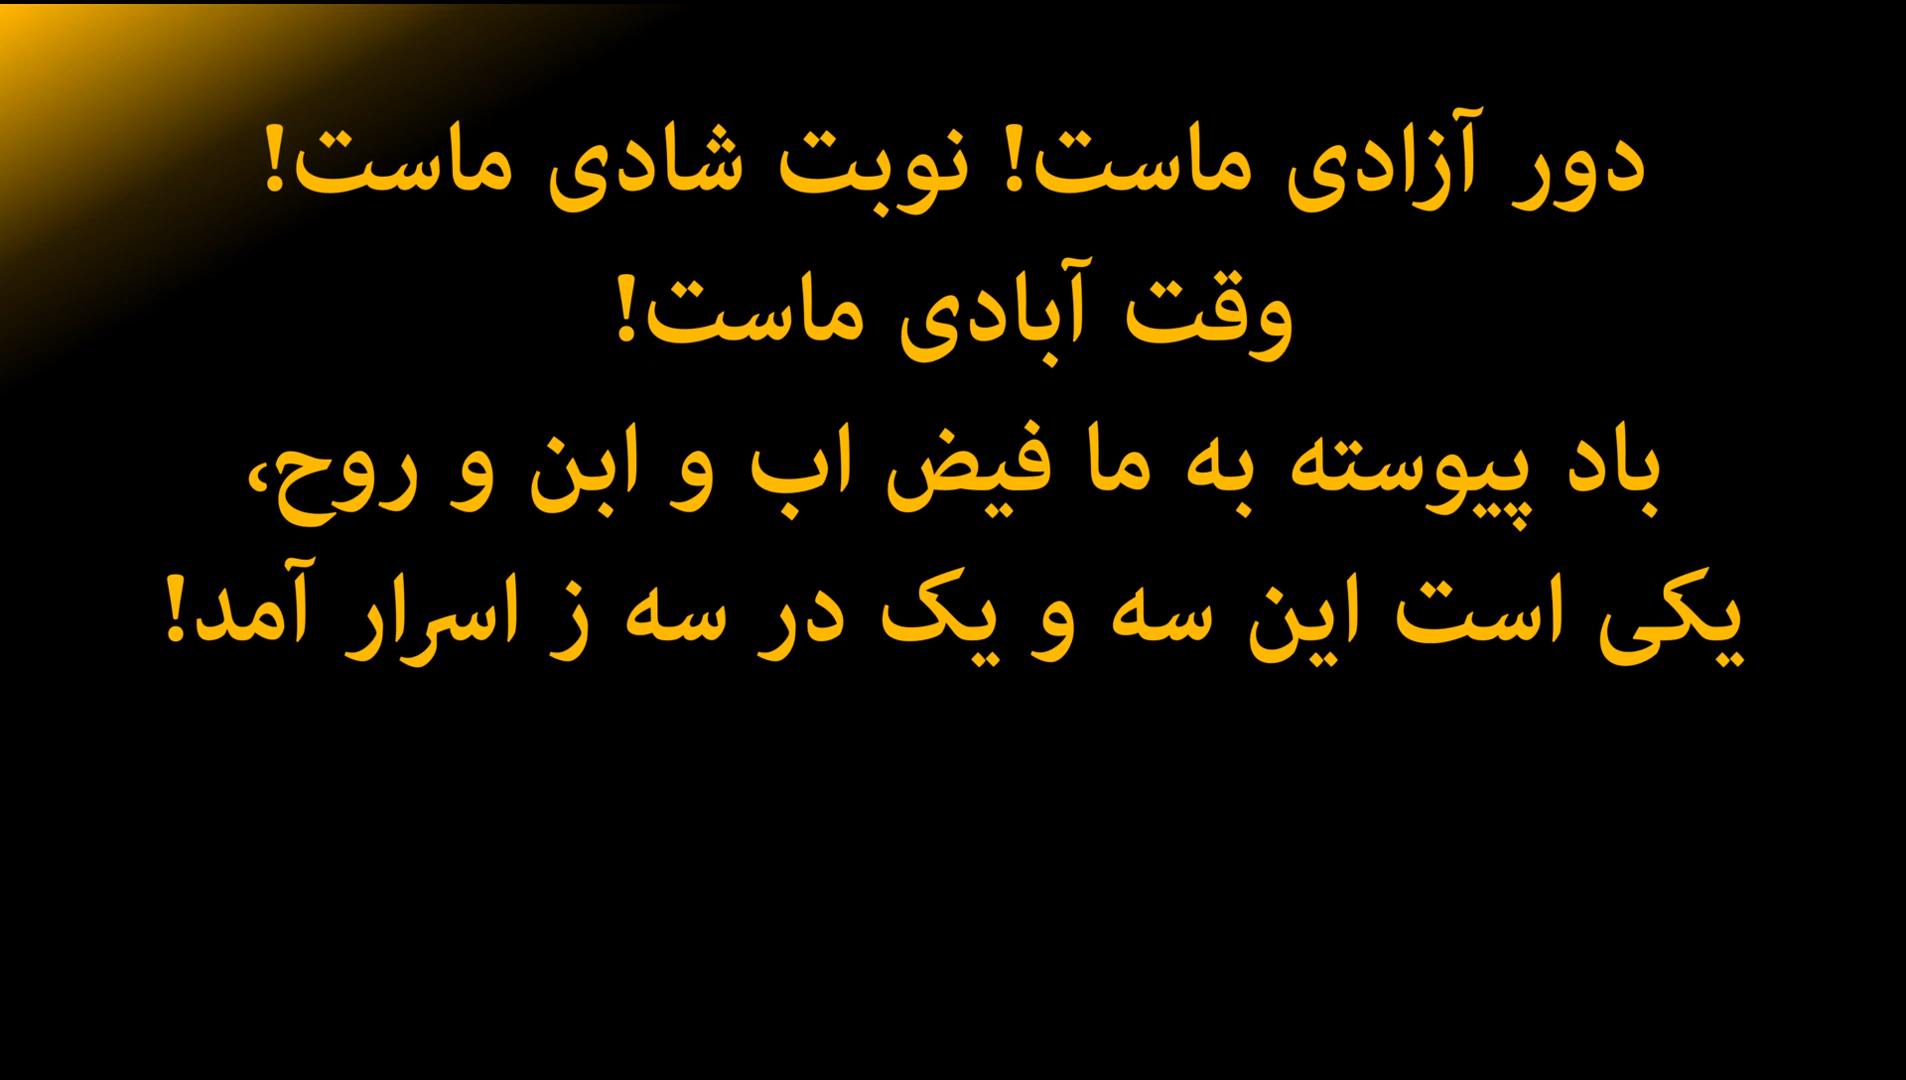 دور آزادی ماست! نوبت شادی ماست!
وقت آبادی ماست!
باد پیوسته به ما فیض اب و ابن و روح،
یکی است این سه و یک در سه ز اسرار آمد!